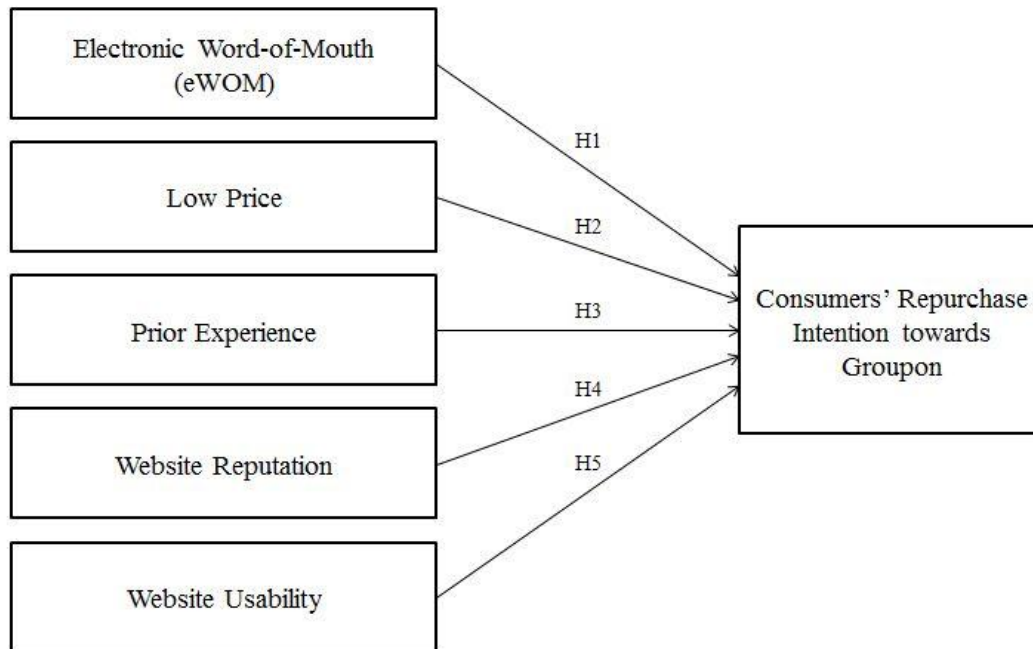 Electronic Word-of-Mouth
(eWOM)
H1
Low Price
H2
Prior Experience
H3
Website Reputation
H4
Website Usability
H5
Consumers’ Repurchase
Intention towards
Groupon